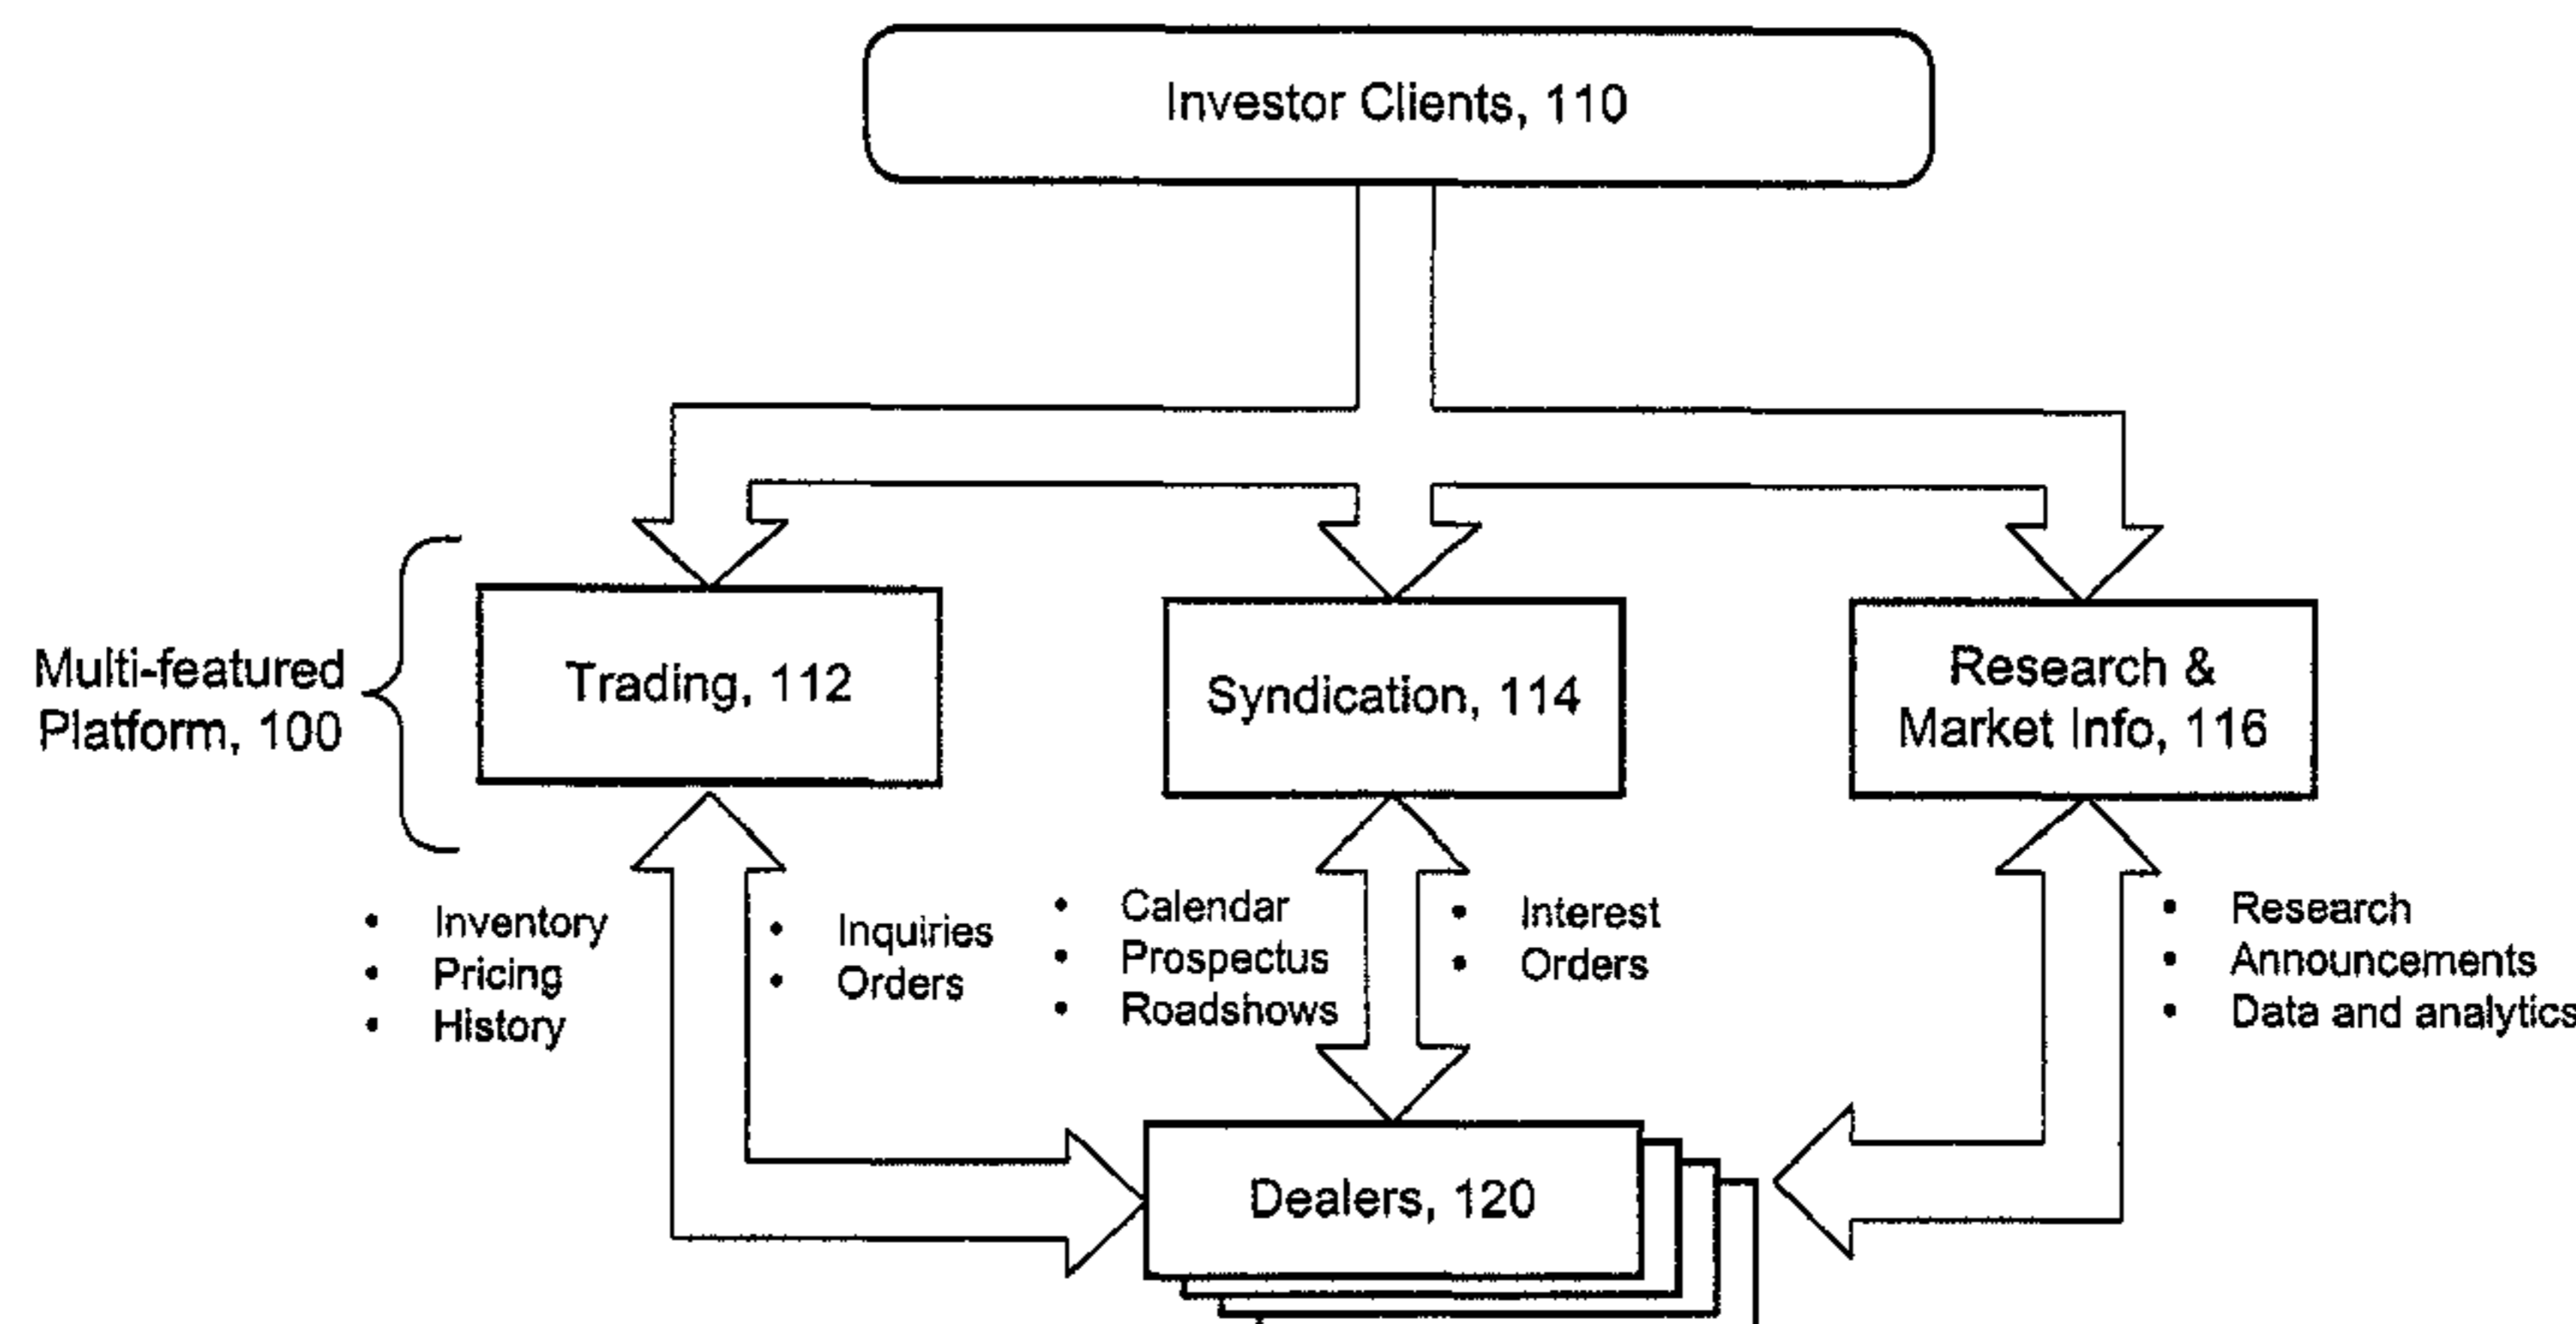 Investor Clients, 110
Multi-featured
Platform, 100
Trading, 112
Syndication, 114
Research &
Market Info, 116
• Inventory
• Pricing
• History
• Inquiries
• Orders
• Calendar
• Prospectus
• Roadshows
• Interest
• Orders
• Research
• Announcements
• Data and analytics
Dealers, 120